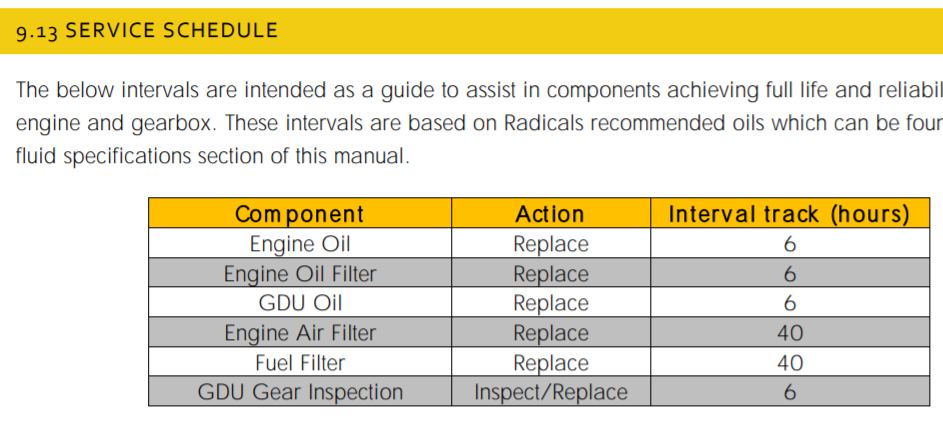 9.13 SERVICE SCHEDULE
The below intervals are intended as a guide to assist in components achieving full life and reliabil
engine and gearbox. These intervals are based on Radicals recommended oils which can be four
fluid specifications section of this manual.
Component Action Interval track (hours)
Engine Oil Replace 6
Engine Oil Filter Replace 6
GDU Oil Replace 6
Engine Air Filter Replace 40
Fuel Filter Replace 40
GDU Gear Inspection Inspect/Replace 6